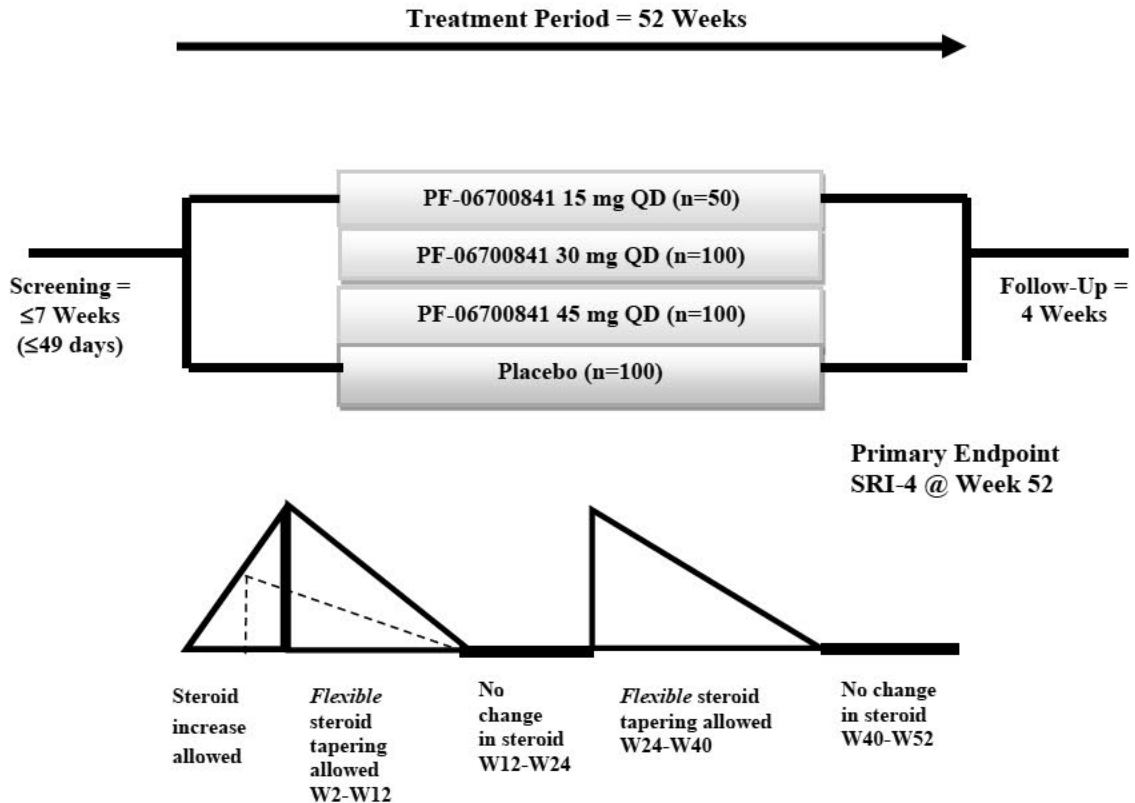 Treatment Period = 52 Weeks
PF-06700841 15 mg QD (n=50)
PF-06700841 30 mg QD (n=100)
PF-06700841 45 mg QD (n=100)
Placebo (n=100)
Screening =
≤7 Weeks
(≤49 days)
Follow-Up =
4 Weeks
Primary Endpoint
SRI-4 @ Week 52
Steroid
increase
allowed
Flexible
steroid
tapering
allowed
W2-W12
No
change
in steroid
W12-W24
Flexible steroid
tapering allowed
W24-W40
No change
in steroid
W40-W52